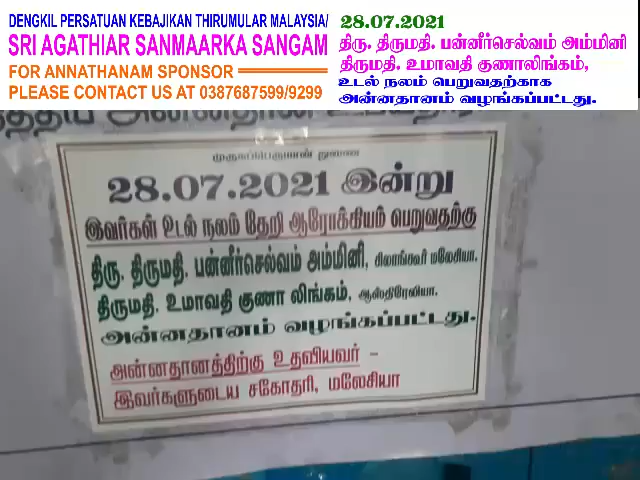 DENGKIL PERSATUAN KEBAJIKAN THIRUMULAR MALAYSIA/
SRI AGATHIAR SANMAARKA SANGAM
FOR ANNATHANAM SPONSOR
PLEASE CONTACT US AT 0387687599/9299
28.07.2021
திரு. திருமதி. பன்னீர்செல்வம் அம்மினி
திருமதி. உமாவதி குணாலிங்கம்,
உடல் நலம் பெறுவதற்காக
அன்னதானம் வழங்கப்பட்டது.
துணை
28.07.2021 இன்று
இவர்கள் உடல் நலம் தேறி ஆரோக்கியம் பெறுவதற்கு
திரு. திருமதி. பன்னீர்செல்வம் அம்மினி, சிலாங்கூர் மலேசியா.
திருமதி. உமாவதி குணா லிங்கம், ஆஸ்திரேலியா.
அன்னதானம் வழங்கப்பட்டது.
அன்னதானத்திற்கு உதவியவர் -
இவர்களுடைய சகோதரி, மலேசியா